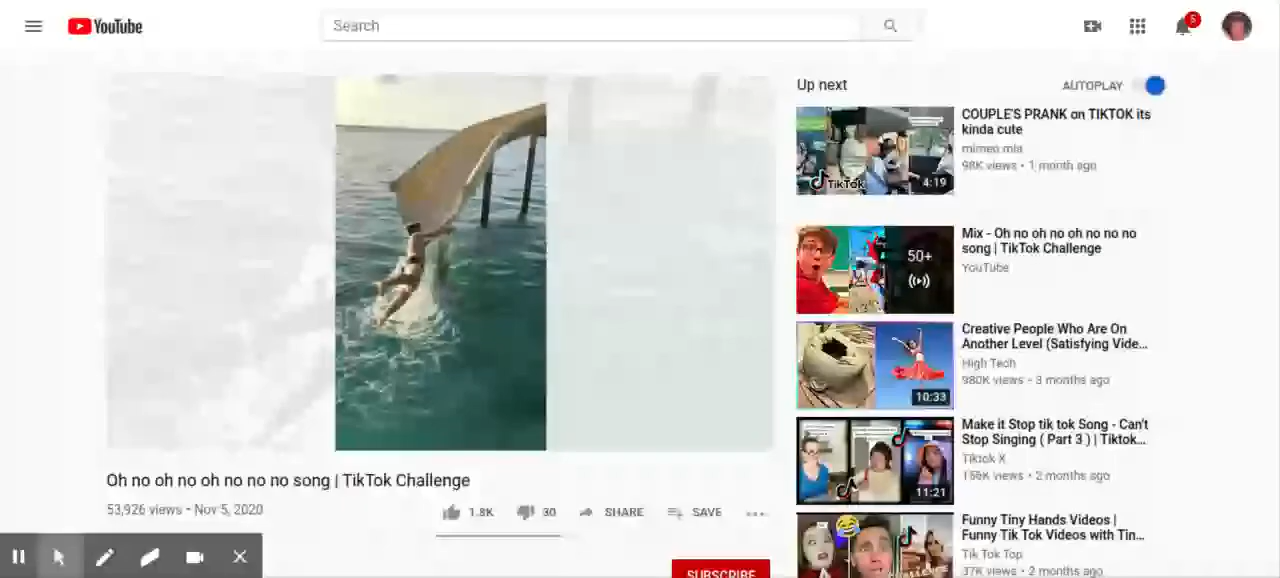 YouTube
Search
5
Up next
AUTOPLAY
COUPLE'S PRANK on TIKTOK its
kinda cute
mimeo mia
98K views • 1 month ago
TikTok
4:19
Mix - Oh no oh no oh no no no
song | TikTok Challenge
YouTube
50+
Creative People Who Are On
Another Level (Satisfying Vide...
High Tech
980K views • 3 months ago
10:33
Make it Stop tik tok Song - Can't
Stop Singing ( Part 3 ) | Tiktok...
Tiktok X
156K views • 2 months ago
11:21
Funny Tiny Hands Videos |
Funny Tik Tok Videos with Tin...
Tik Tok Top
37K views • 2 months ago
Oh no oh no oh no no no song | TikTok Challenge
53,926 views • Nov 5, 2020
1.8K
30
SHARE
SAVE
SUBSCRIBE